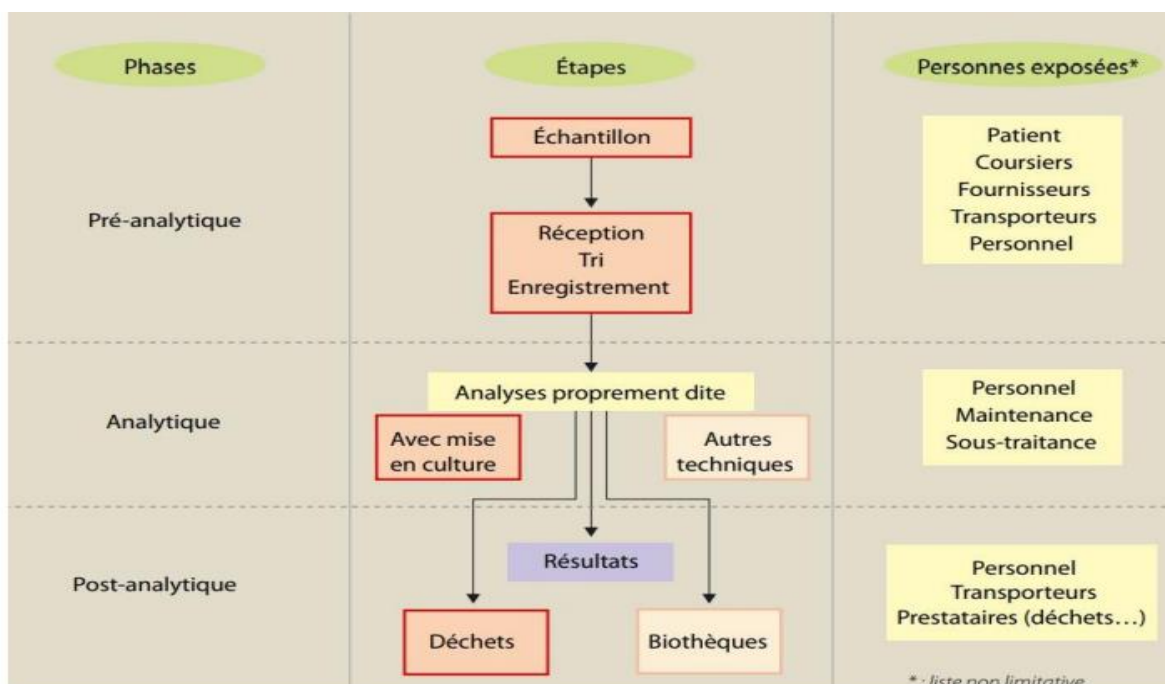 Phases
Étapes
Personnes exposées*
Pré-analytique
Échantillon
Réception
Tri
Enregistrement
Patient
Coursiers
Fournisseurs
Transporteurs
Personnel
Analytique
Analyses proprement dite
Avec mise
en culture
Autres
techniques
Personnel
Maintenance
Sous-traitance
Post-analytique
Résultats
Déchets
Biothèques
Personnel
Transporteurs
Prestataires (déchets...)
* : liste non limitative